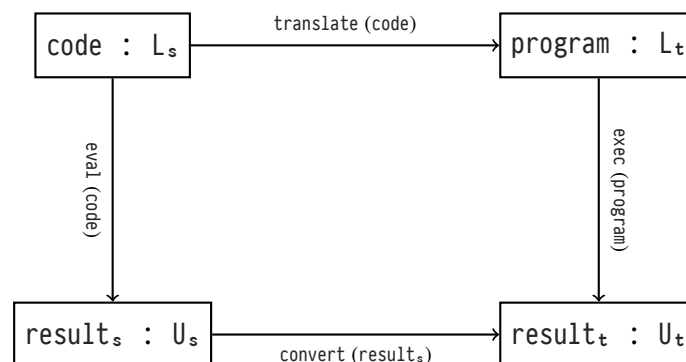 translate (code)
code : Lₛ
program : Lₜ
eval (code)
exec (program)
resultₛ : Uₛ
resultₜ : Uₜ
convert (resultₛ)